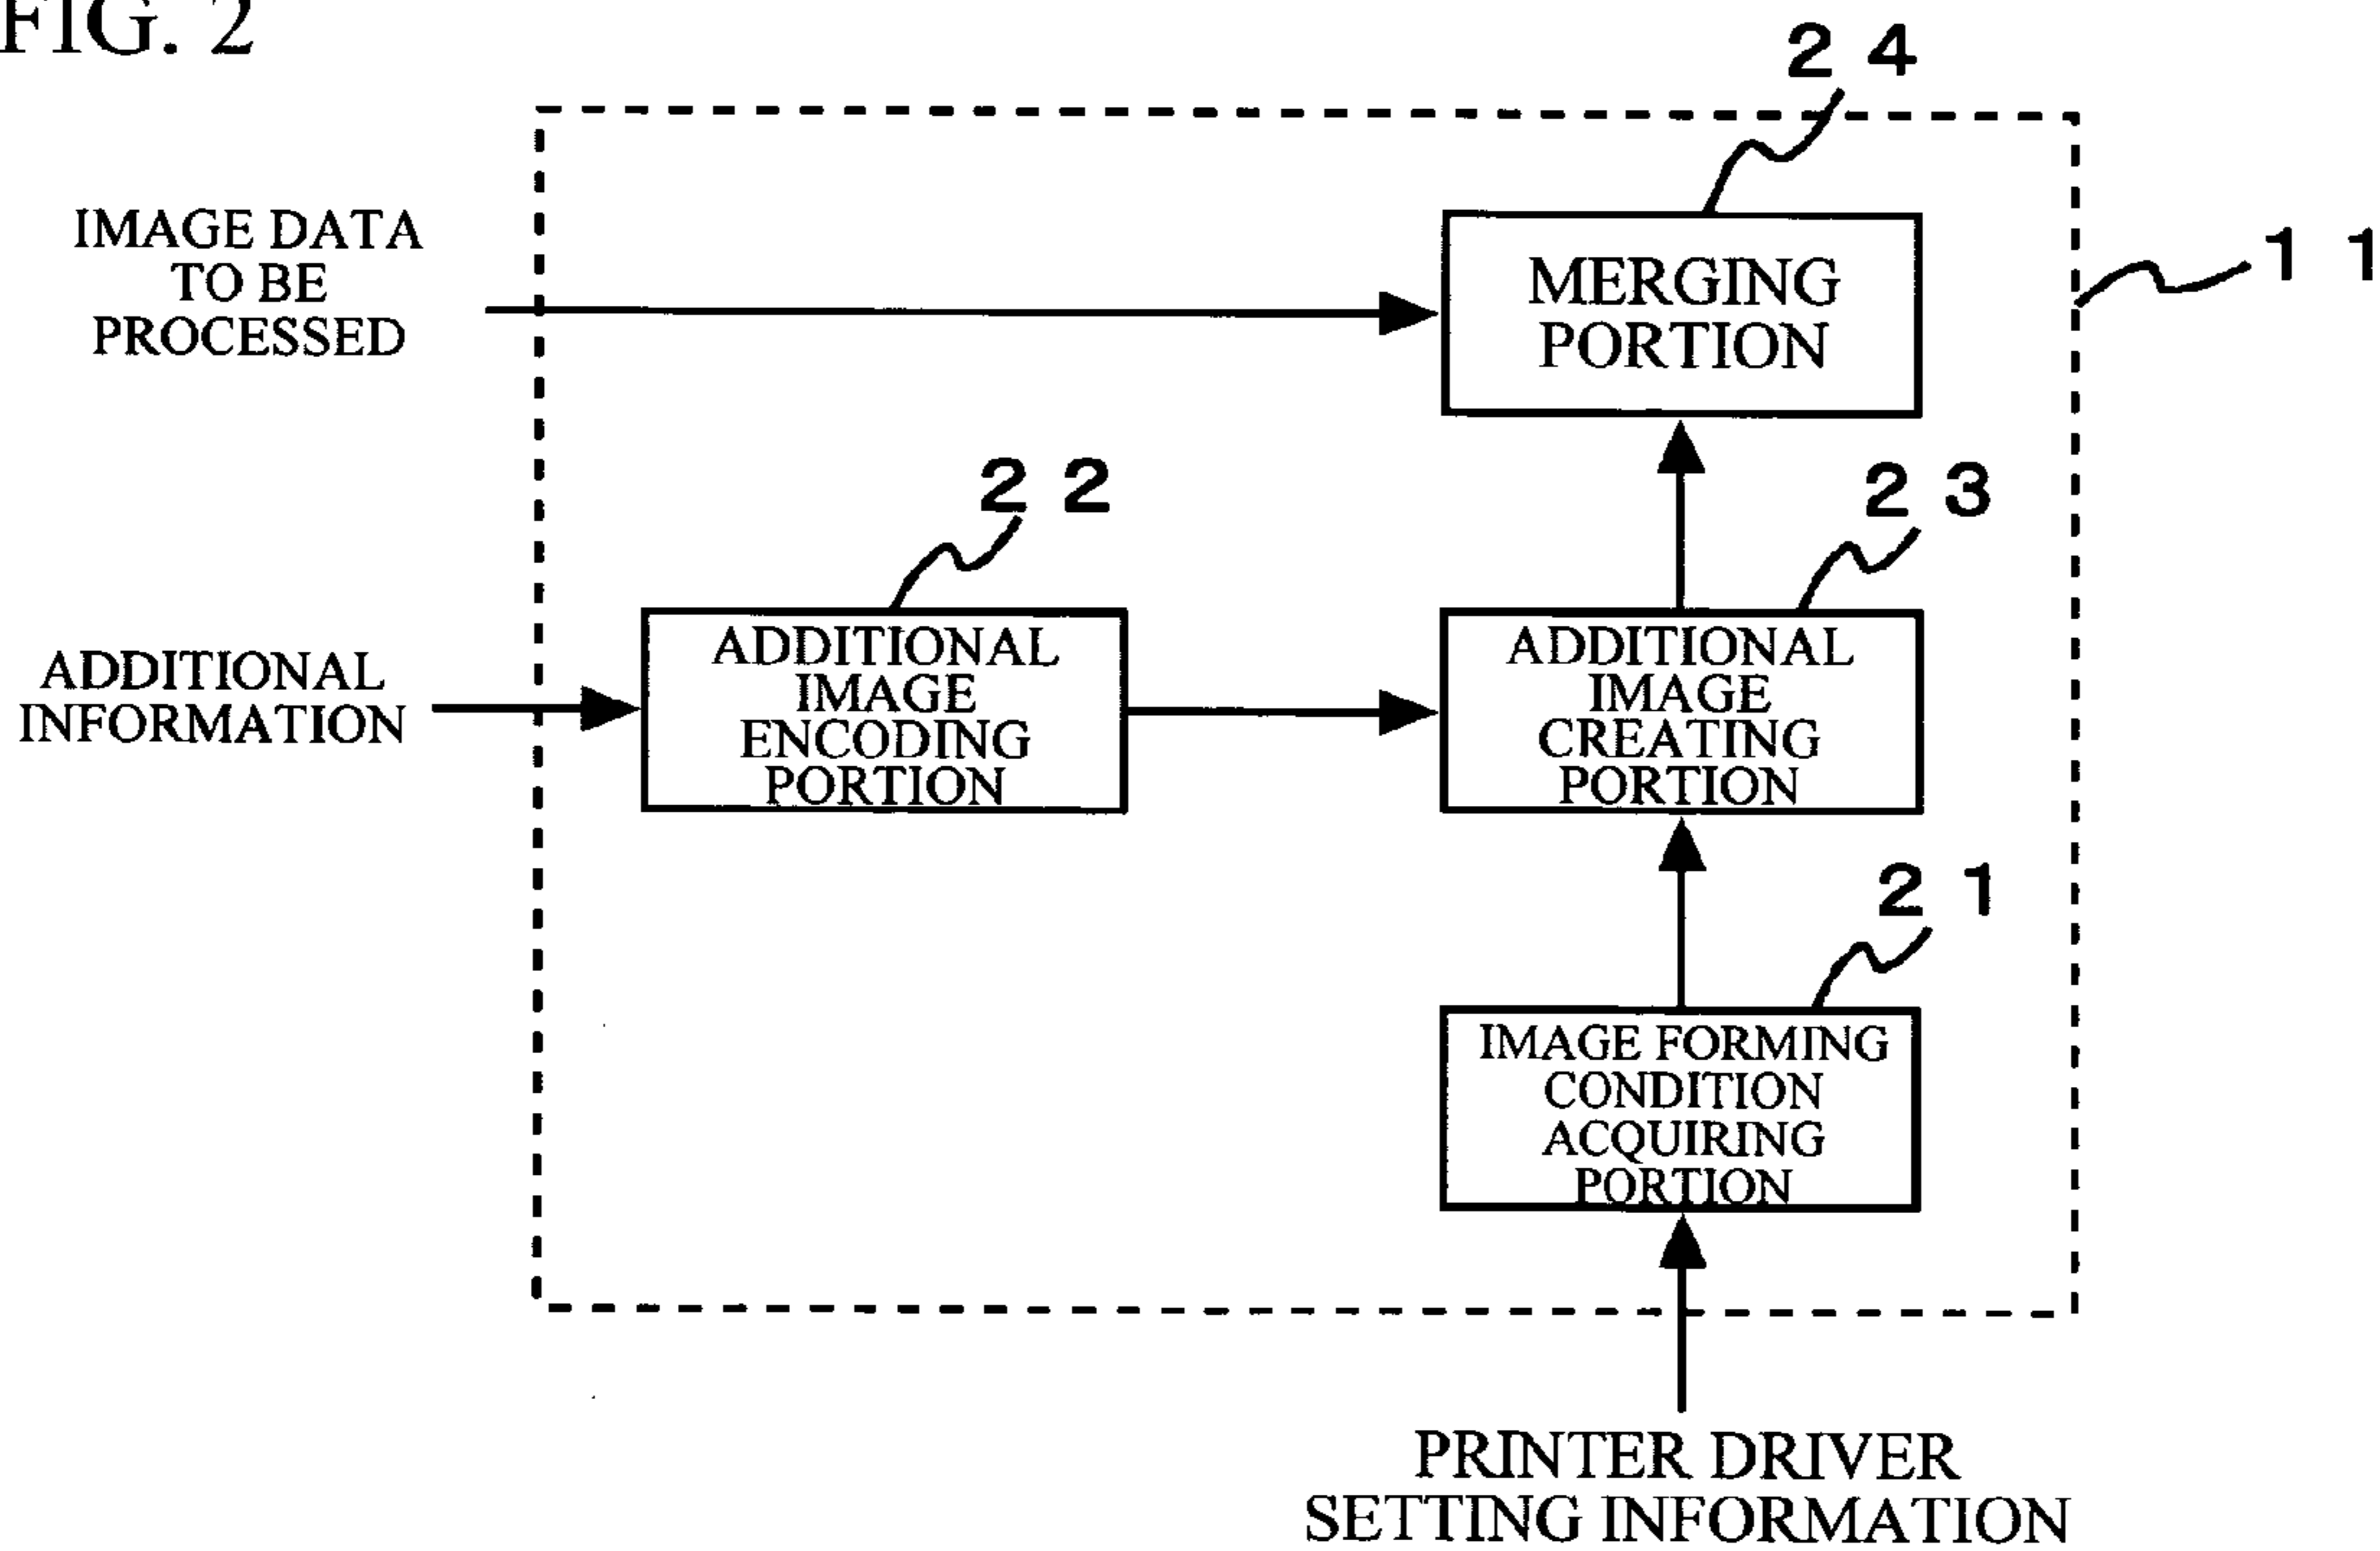 FIG. 2
24
IMAGE DATA
TO BE
PROCESSED
MERGING
PORTION
11
22
23
ADDITIONAL
INFORMATION
ADDITIONAL
IMAGE
ENCODING
PORTION
ADDITIONAL
IMAGE
CREATING
PORTION
21
IMAGE FORMING
CONDITION
ACQUIRING
PORTION
PRINTER DRIVER
SETTING INFORMATION